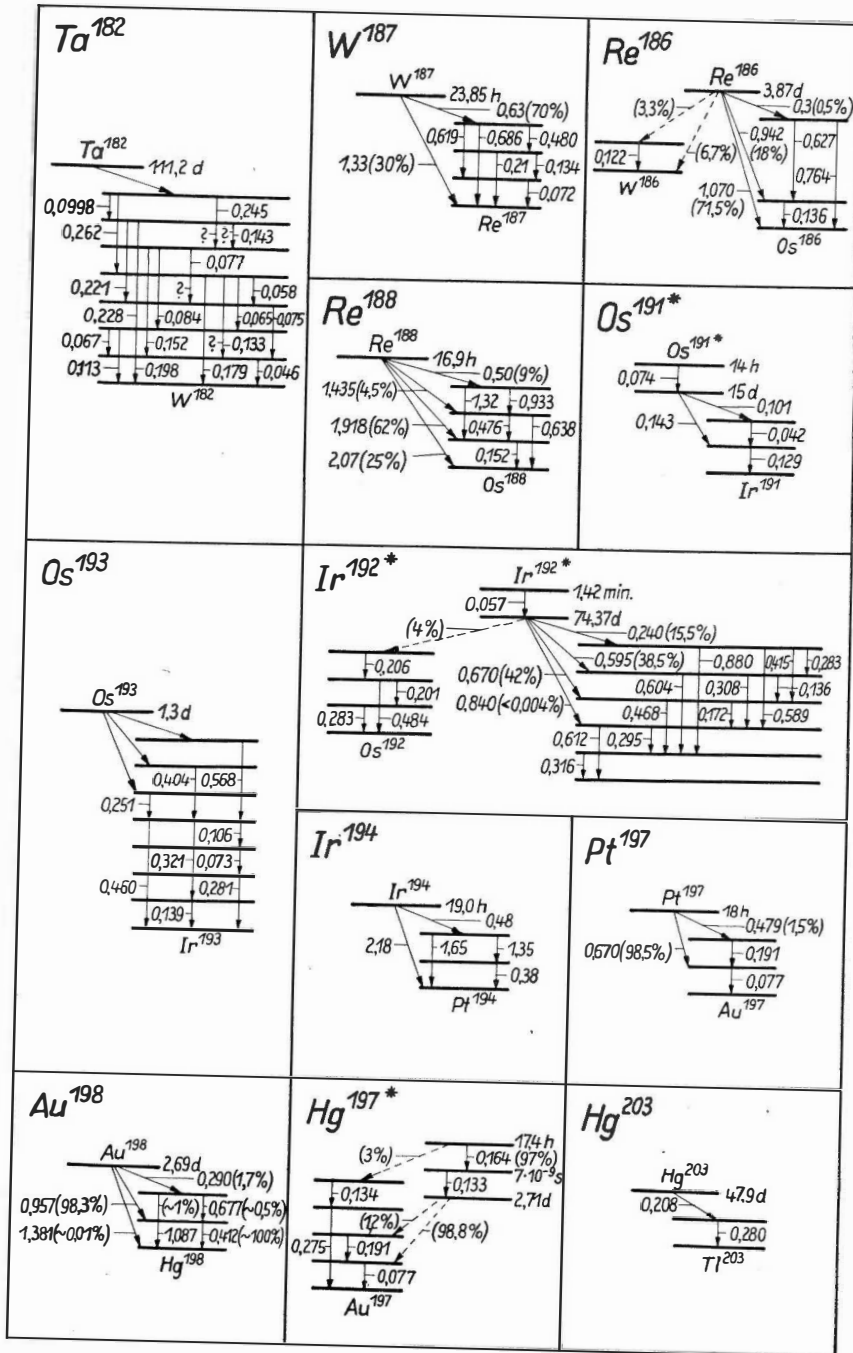 Ta¹⁸²
Ta¹⁸²
111,2 d
0,0998
0,245
0,262
?
?
0,143
0,077
0,221
?
0,058
0,228
0,084
0,065
0,075
0,067
0,152
?
0,133
0,113
0,198
0,179
0,046
W¹⁸²
W¹⁸⁷
W¹⁸⁷
23,85 h
0,63(70%)
0,619
0,686
0,480
1,33(30%)
0,21
0,134
0,072
Re¹⁸⁷
Re¹⁸⁶
Re¹⁸⁶
3,87d
(3,3%)
0,3(0,5%)
0,942
(18%)
0,627
0,122
(6,7%)
W¹⁸⁶
0,764
1,070
(71,5%)
0,136
Os¹⁸⁶
Re¹⁸⁸
Re¹⁸⁸
16,9h
0,50(9%)
1,435(4,5%)
1,32
0,933
1,918(62%)
0,476
0,638
2,07(25%)
0,152
Os¹⁸⁸
Os¹⁹¹*
Os¹⁹¹*
14 h
0,074
15 d
0,101
0,143
0,042
0,129
Ir¹⁹¹
Os¹⁹³
Os¹⁹³
1,3 d
0,404
0,568
0,251
0,106
0,321
0,073
0,460
0,281
0,139
Ir¹⁹³
Ir¹⁹²*
Ir¹⁹²*
1,42 min.
0,057
74,37d
(4%)
0,240(15,5%)
0,206
0,595(38,5%)
0,880
0,415
0,283
0,670(42%)
0,201
0,604
0,308
0,136
0,840(<0,004%)
0,283
0,484
0,468
0,172
0,589
Os¹⁹²
0,612
0,295
0,316
Ir¹⁹⁴
Ir¹⁹⁴
19,0 h
0,48
2,18
1,65
1,35
0,38
Pt¹⁹⁴
Pt¹⁹⁷
Pt¹⁹⁷
18 h
0,479(1,5%)
0,670(98,5%)
0,191
0,077
Au¹⁹⁷
Au¹⁹⁸
Au¹⁹⁸
2,69 d
0,290(1,7%)
0,957(98,3%)
(~1%)
0,677(~0,5%)
1,381(~0,01%)
1,087
0,412(~100%)
Hg¹⁹⁸
Hg¹⁹⁷*
17,4 h
(3%)
0,164
(97%)
7·10⁻⁹s
0,134
0,133
2,71d
(12%)
(98,8%)
0,275
0,191
0,077
Au¹⁹⁷
Hg²⁰³
Hg²⁰³
47,9 d
0,208
0,280
Tl²⁰³